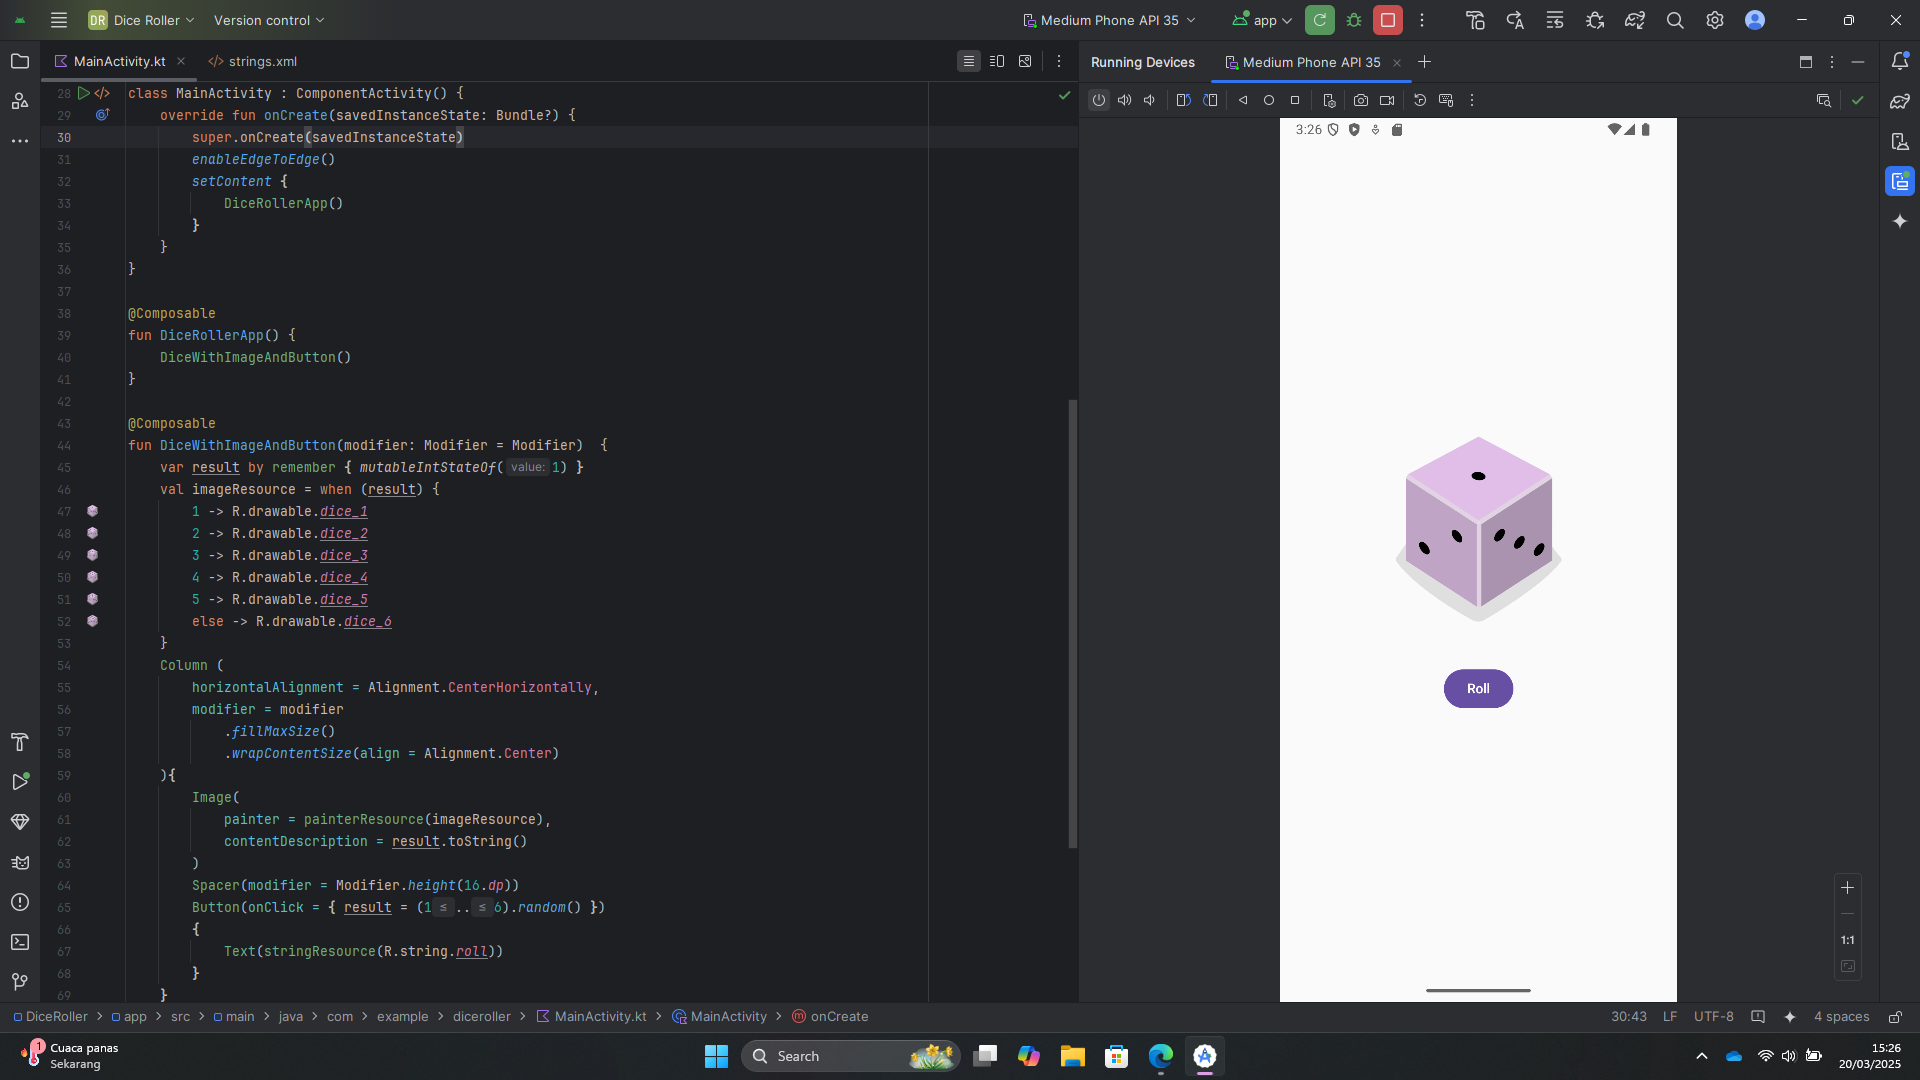 DR Dice Roller Version control Medium Phone API 35 app
MainActivity.kt strings.xml
Running Devices Medium Phone API 35
28 class MainActivity : ComponentActivity() {
29 override fun onCreate(savedInstanceState: Bundle?) {
30 super.onCreate(savedInstanceState)
31 enableEdgeToEdge()
32 setContent {
33 DiceRollerApp()
34 }
35 }
36 }
37
38 @Composable
39 fun DiceRollerApp() {
40 DiceWithImageAndButton()
41 }
42
43 @Composable
44 fun DiceWithImageAndButton(modifier: Modifier = Modifier) {
45 var result by remember { mutableIntStateOf( value: 1) }
46 val imageResource = when (result) {
47 1 -> R.drawable.dice_1
48 2 -> R.drawable.dice_2
49 3 -> R.drawable.dice_3
50 4 -> R.drawable.dice_4
51 5 -> R.drawable.dice_5
52 else -> R.drawable.dice_6
53 }
54 Column (
55 horizontalAlignment = Alignment.CenterHorizontally,
56 modifier = modifier
57 .fillMaxSize()
58 .wrapContentSize(align = Alignment.Center)
59 ){
60 Image(
61 painter = painterResource(imageResource),
62 contentDescription = result.toString()
63 )
64 Spacer(modifier = Modifier.height(16.dp))
65 Button(onClick = { result = (1 ≤ .. ≤ 6).random() })
66 {
67 Text(stringResource(R.string.roll))
68 }
69 }
3:26
Roll
1:1
DiceRoller > app > src > main > java > com > example > diceroller > MainActivity.kt > MainActivity > onCreate
30:43 LF UTF-8 4 spaces
1
Cuaca panas
Sekarang
Search
15:26
20/03/2025